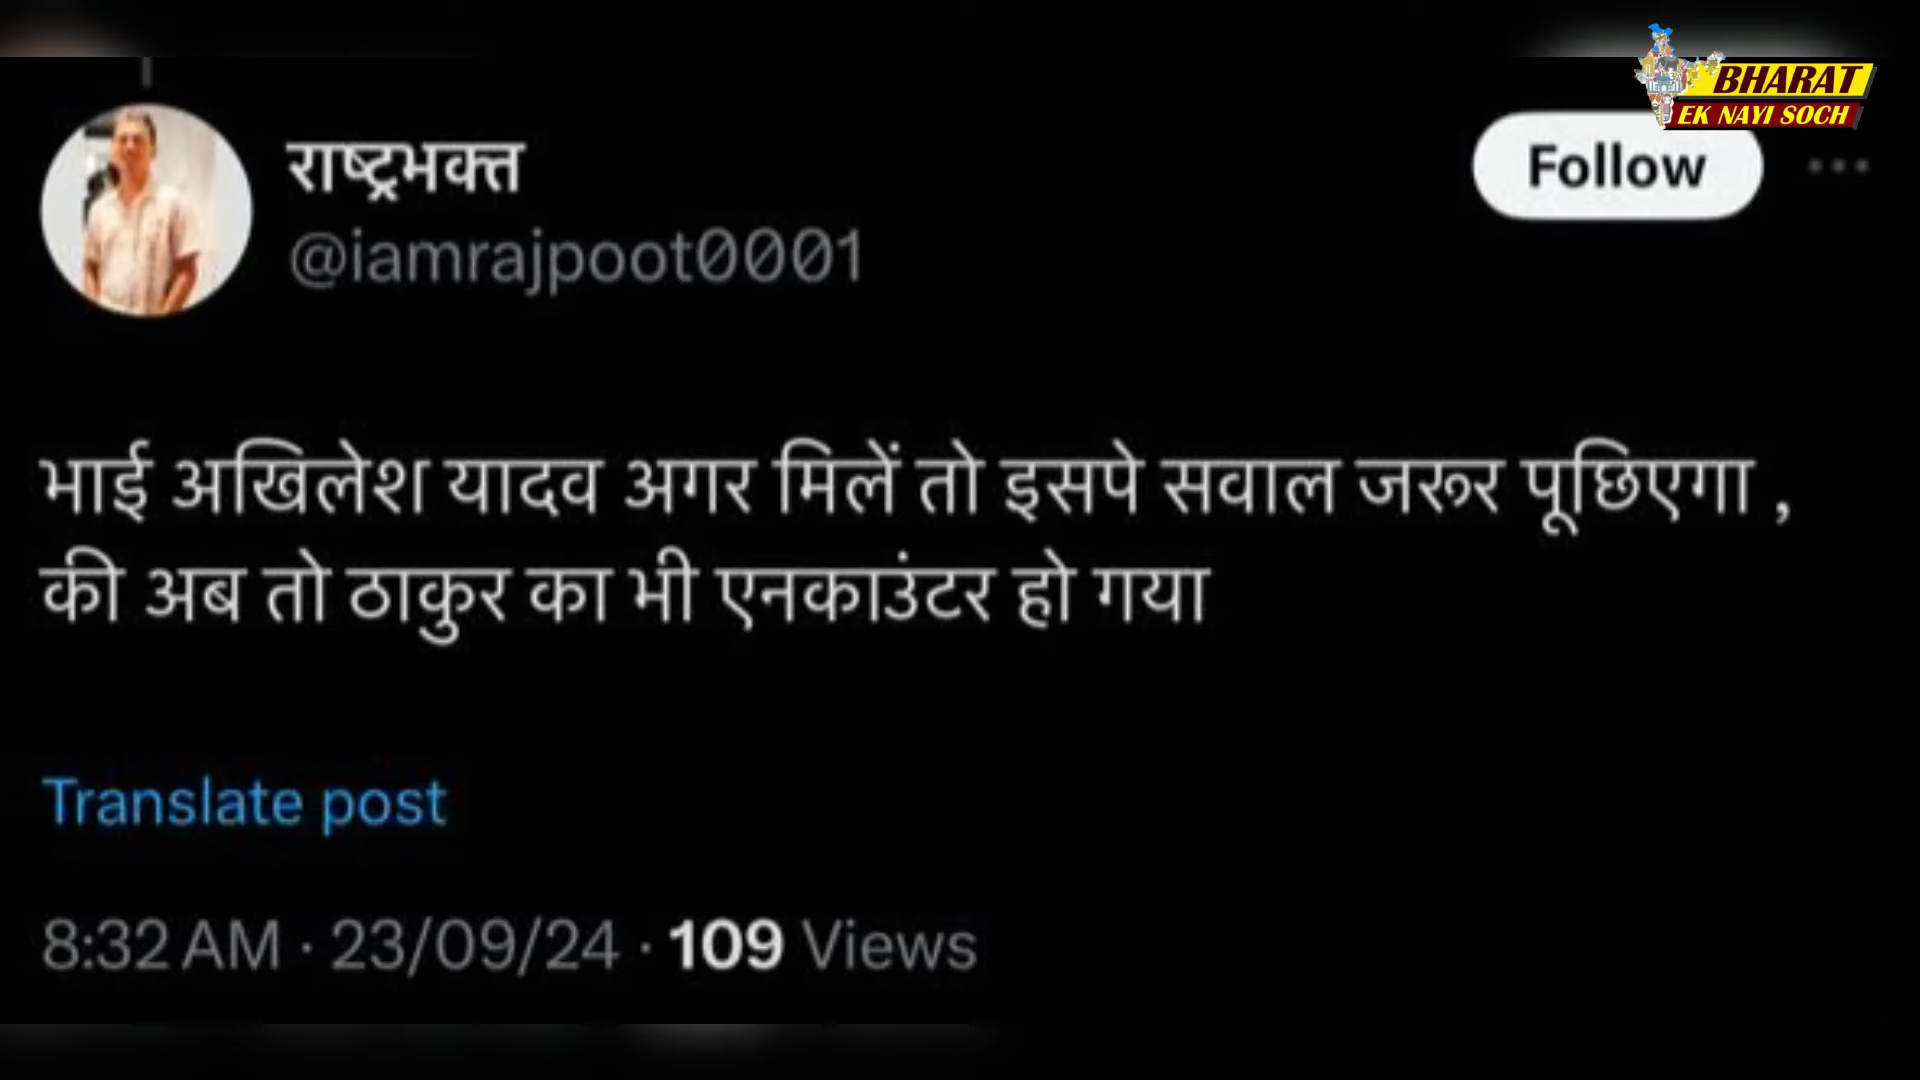 BHARAT
EK NAYI SOCH
राष्ट्रभक्त
Follow
@iamrajpoot0001
भाई अखिलेश यादव अगर मिलें तो इसपे सवाल जरूर पूछिएगा ,
की अब तो ठाकुर का भी एनकाउंटर हो गया
Translate post
8:32 AM · 23/09/24 · 109 Views